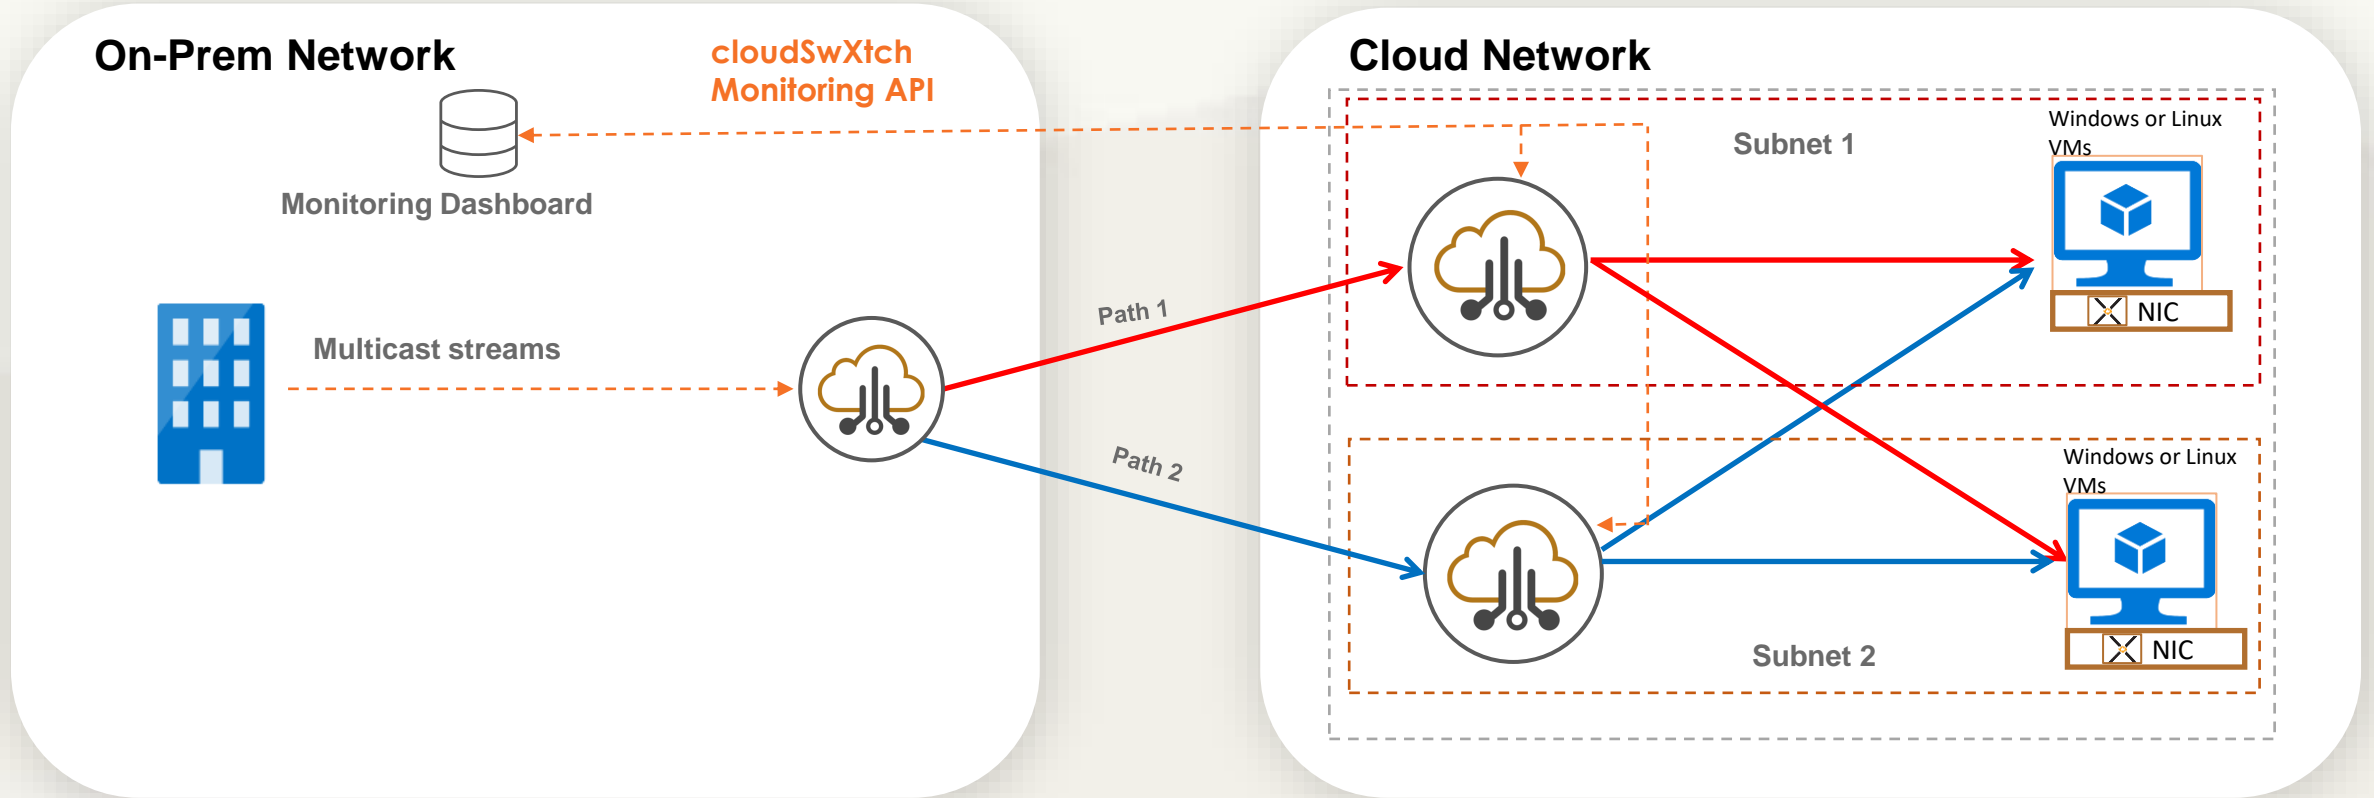 On-Prem Network
cloudSwXtch
Monitoring API
Cloud Network
Monitoring Dashboard
Multicast streams
Path 1
Path 2
Subnet 1
Windows or Linux
VMs
NIC
Windows or Linux
VMs
NIC
Subnet 2